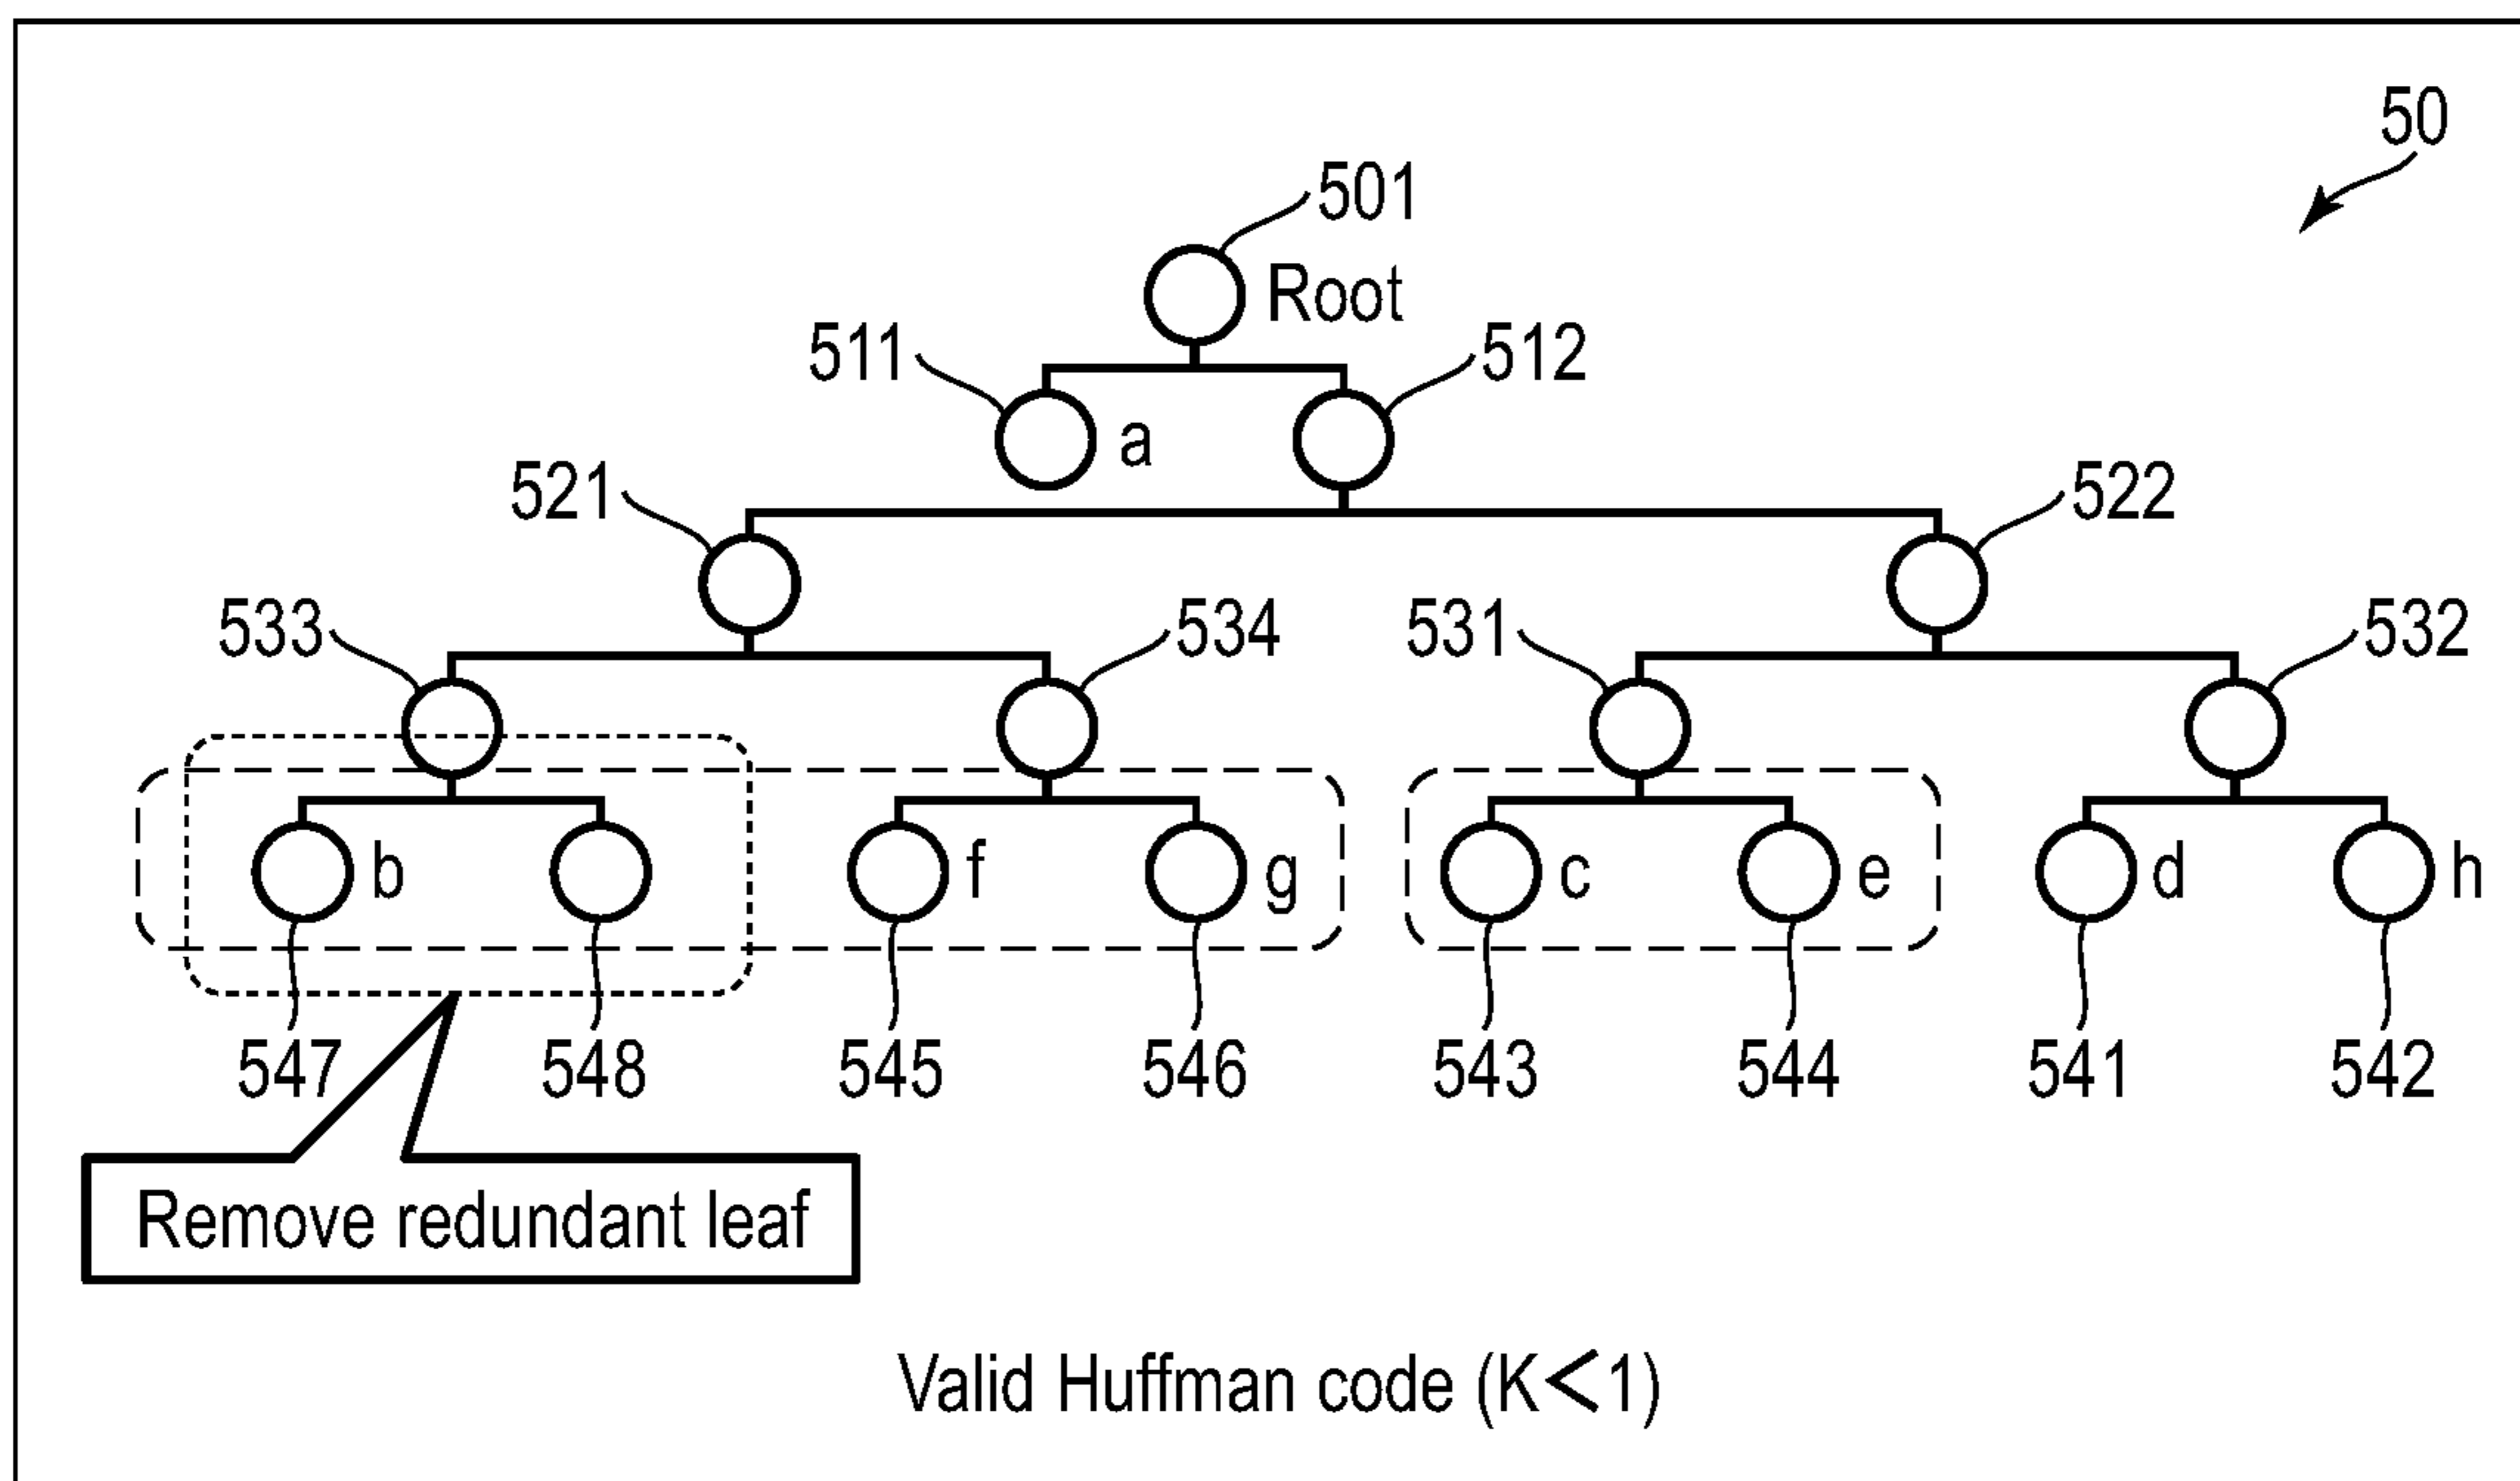 50
501
Root
511
512
a
521
522
533
534
531
532
b
f
g
c
e
d
h
547
548
545
546
543
544
541
542
Remove redundant leaf
Valid Huffman code (K<1)